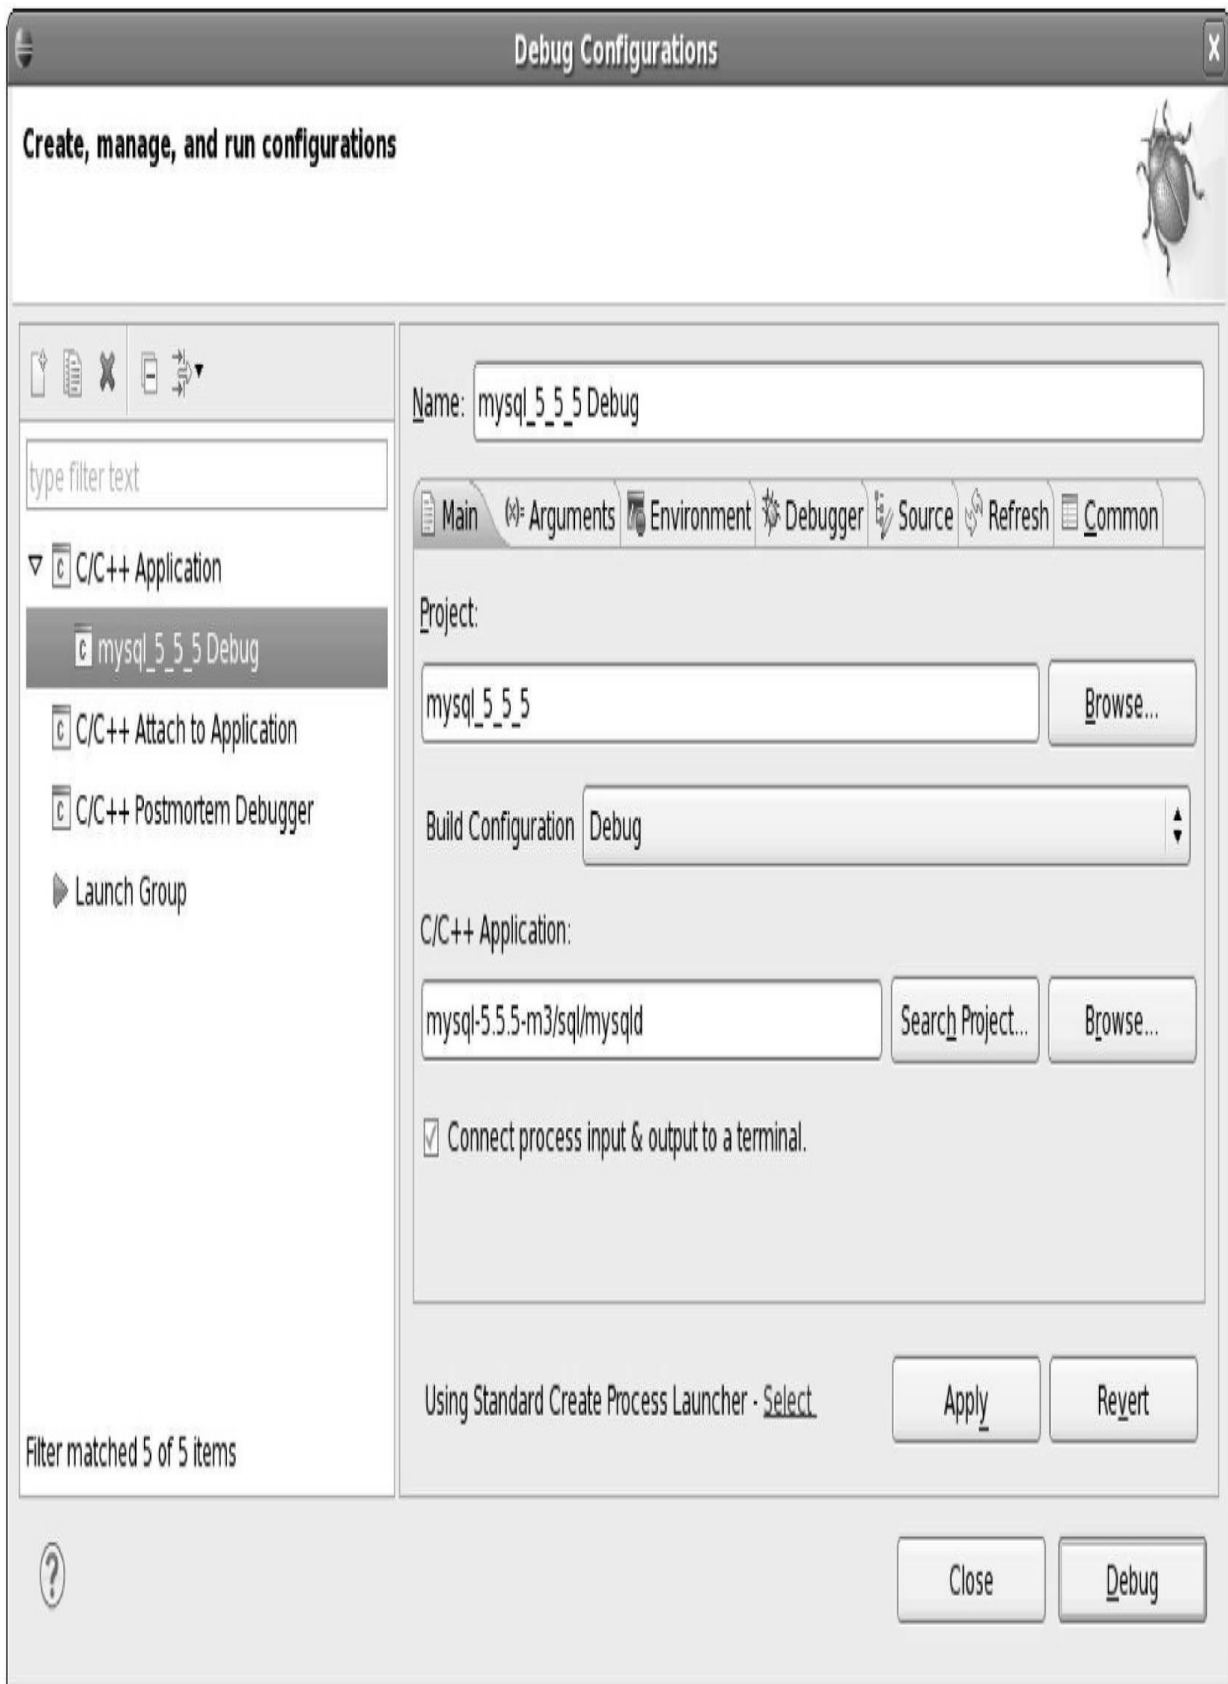 Debug Configurations
X
Create, manage, and run configurations
type filter text
C/C++ Application
mysql_5_5_5 Debug
C/C++ Attach to Application
C/C++ Postmortem Debugger
Launch Group
Filter matched 5 of 5 items
Name: mysql_5_5_5 Debug
Main (x)= Arguments Environment Debugger Source Refresh Common
Project:
mysql_5_5_5 Browse...
Build Configuration Debug
C/C++ Application:
mysql-5.5.5-m3/sql/mysqld Search Project... Browse...
Connect process input & output to a terminal.
Using Standard Create Process Launcher - Select... Apply Revert
? Close Debug